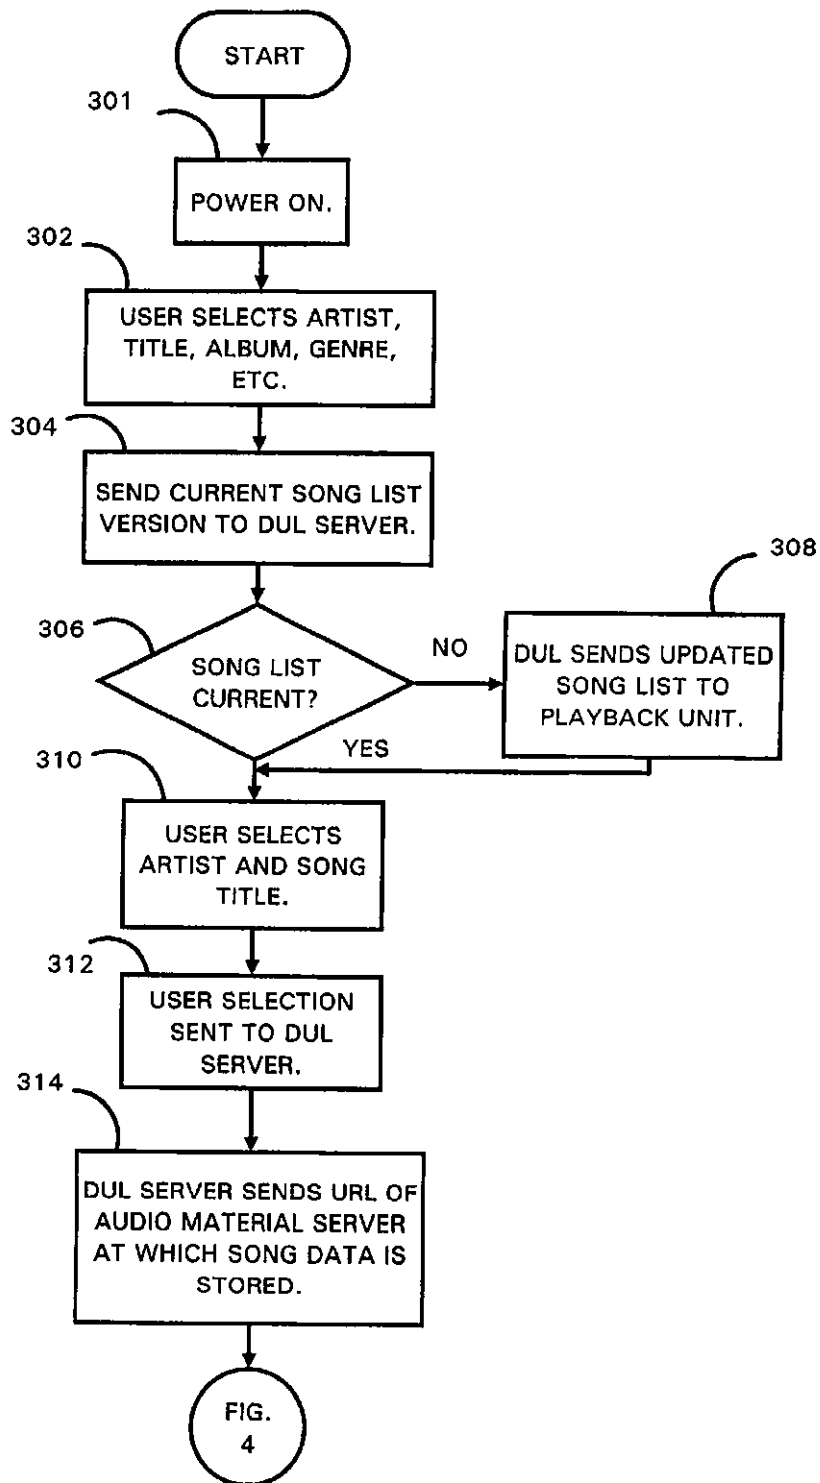 START
301
POWER ON.
302
USER SELECTS ARTIST,
TITLE, ALBUM, GENRE,
ETC.
304
SEND CURRENT SONG LIST
VERSION TO DUL SERVER.
306
SONG LIST
CURRENT?
NO
308
DUL SENDS UPDATED
SONG LIST TO
PLAYBACK UNIT.
YES
310
USER SELECTS
ARTIST AND SONG
TITLE.
312
USER SELECTION
SENT TO DUL
SERVER.
314
DUL SERVER SENDS URL OF
AUDIO MATERIAL SERVER
AT WHICH SONG DATA IS
STORED.
FIG.
4